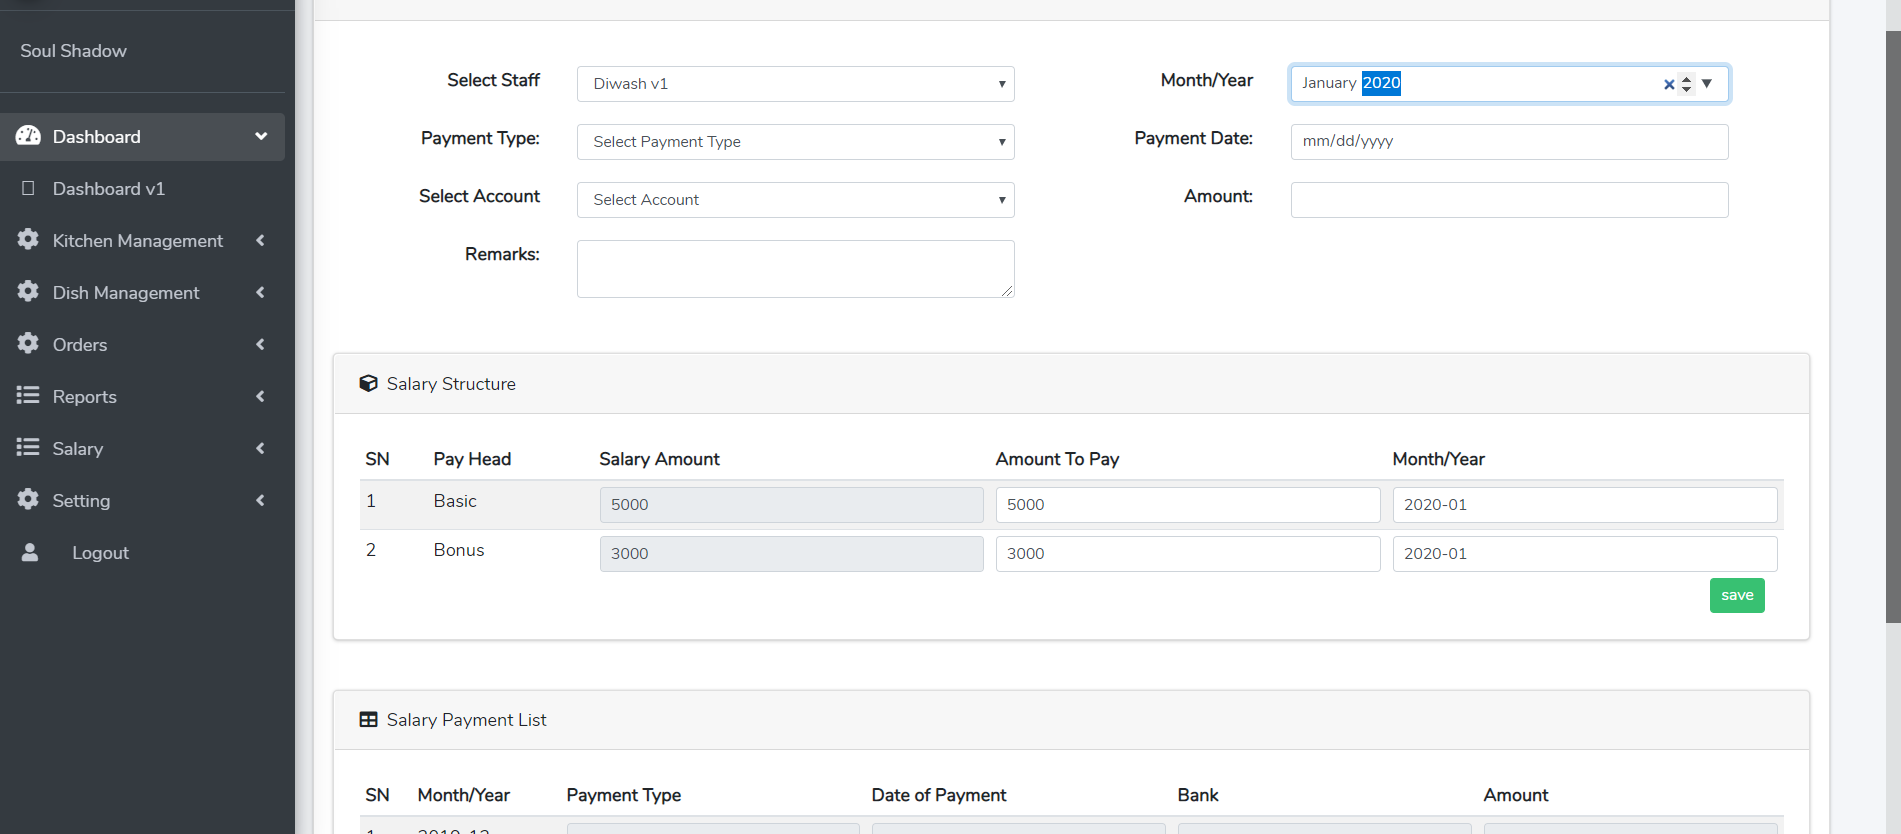 Soul Shadow
Dashboard
Dashboard v1
Kitchen Management
Dish Management
Orders
Reports
Salary
Setting
Logout
Select Staff Diwash v1 Month/Year January 2020
Payment Type: Select Payment Type Payment Date: mm/dd/yyyy
Select Account Select Account Amount:
Remarks:
Salary Structure
SN Pay Head Salary Amount Amount To Pay Month/Year
1 Basic 5000 5000 2020-01
2 Bonus 3000 3000 2020-01
save
Salary Payment List
SN Month/Year Payment Type Date of Payment Bank Amount